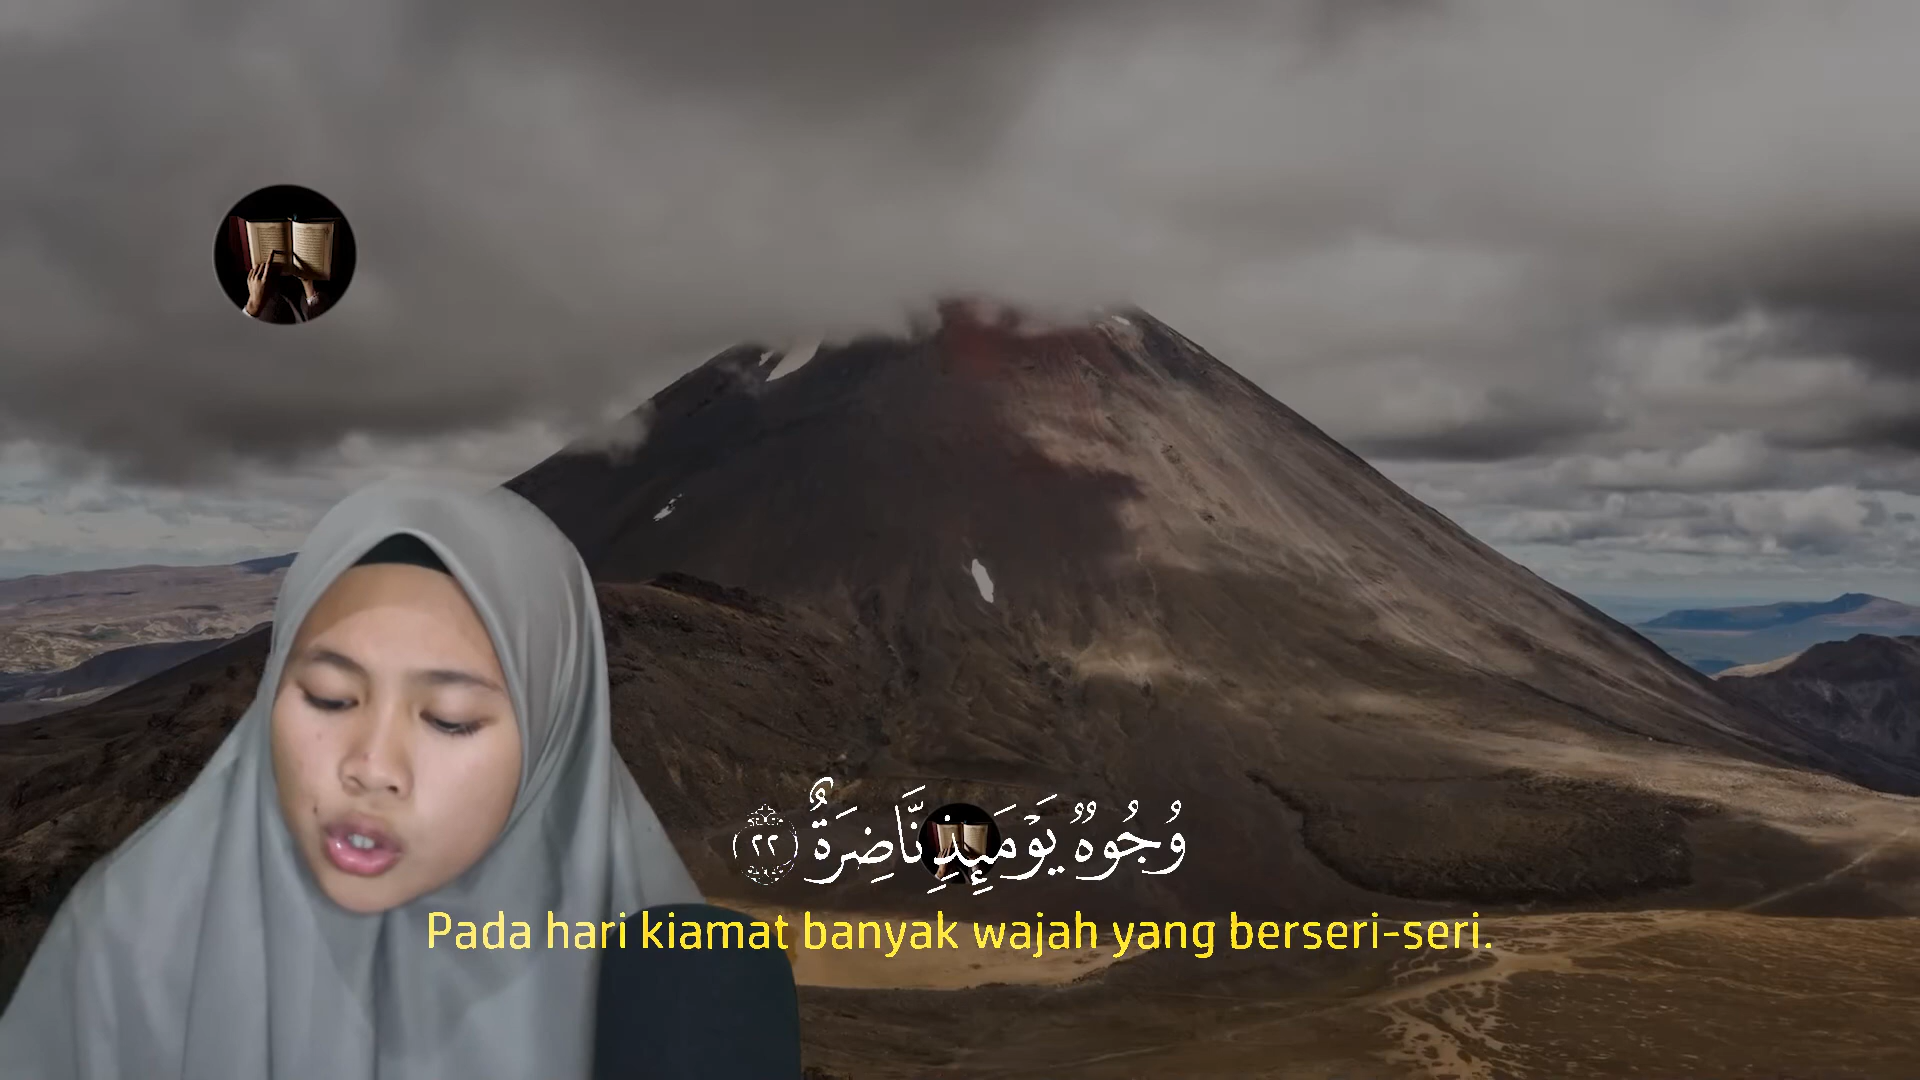 وُجُوهٌ يَوْمَئِذٍ نَّاضِرَةٌ ﴿٢٢﴾
Pada hari kiamat banyak wajah yang berseri-seri.